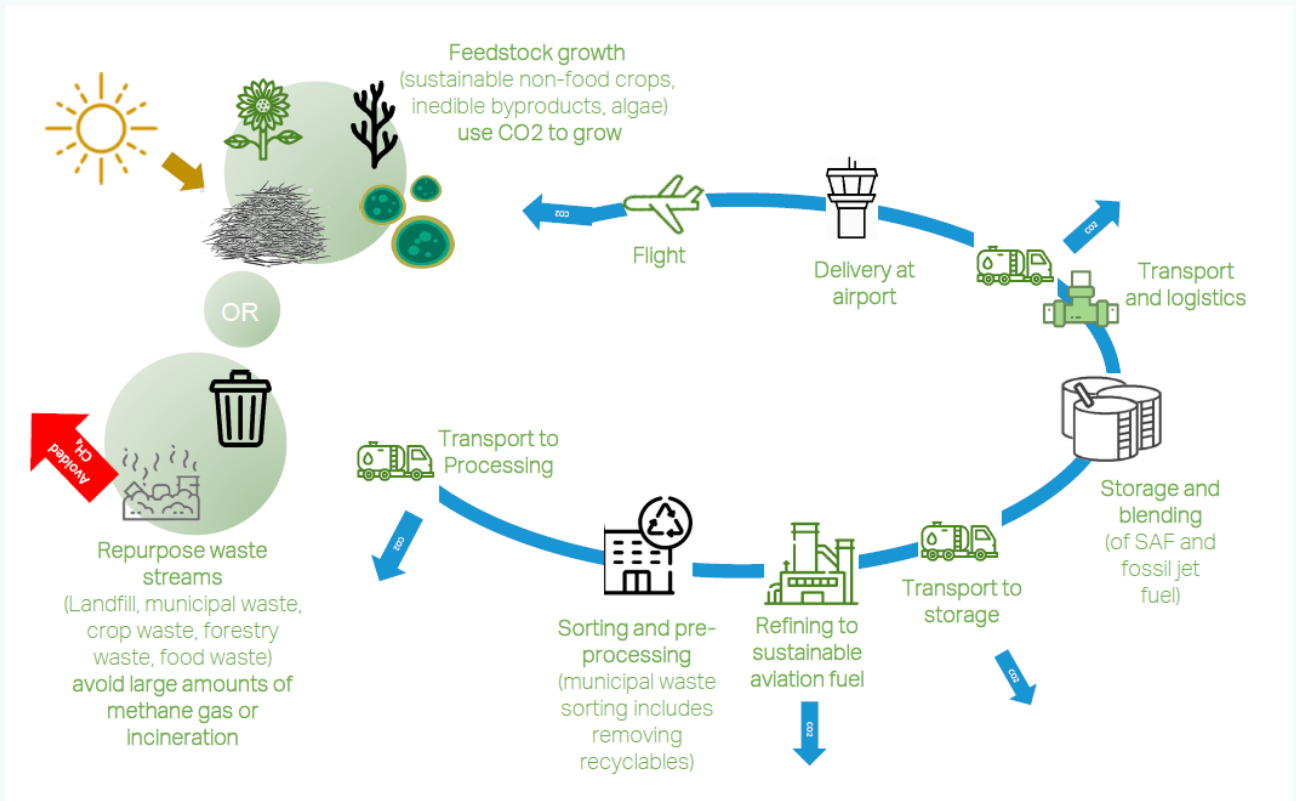 Feedstock growth
(sustainable non-food crops,
inedible byproducts, algae)
use CO2 to grow
CO2
Flight
Delivery at
airport
CO2
Transport
and logistics
OR
Avoided
CH₄
Repurpose waste
streams
(Landfill, municipal waste,
crop waste, forestry
waste, food waste)
avoid large amounts of
methane gas or
incineration
Transport to
Processing
CO2
Sorting and pre-
processing
(municipal waste
sorting includes
removing
recyclables)
Refining to
sustainable
aviation fuel
CO2
Transport to
storage
CO2
Storage and
blending
(of SAF and
fossil jet
fuel)